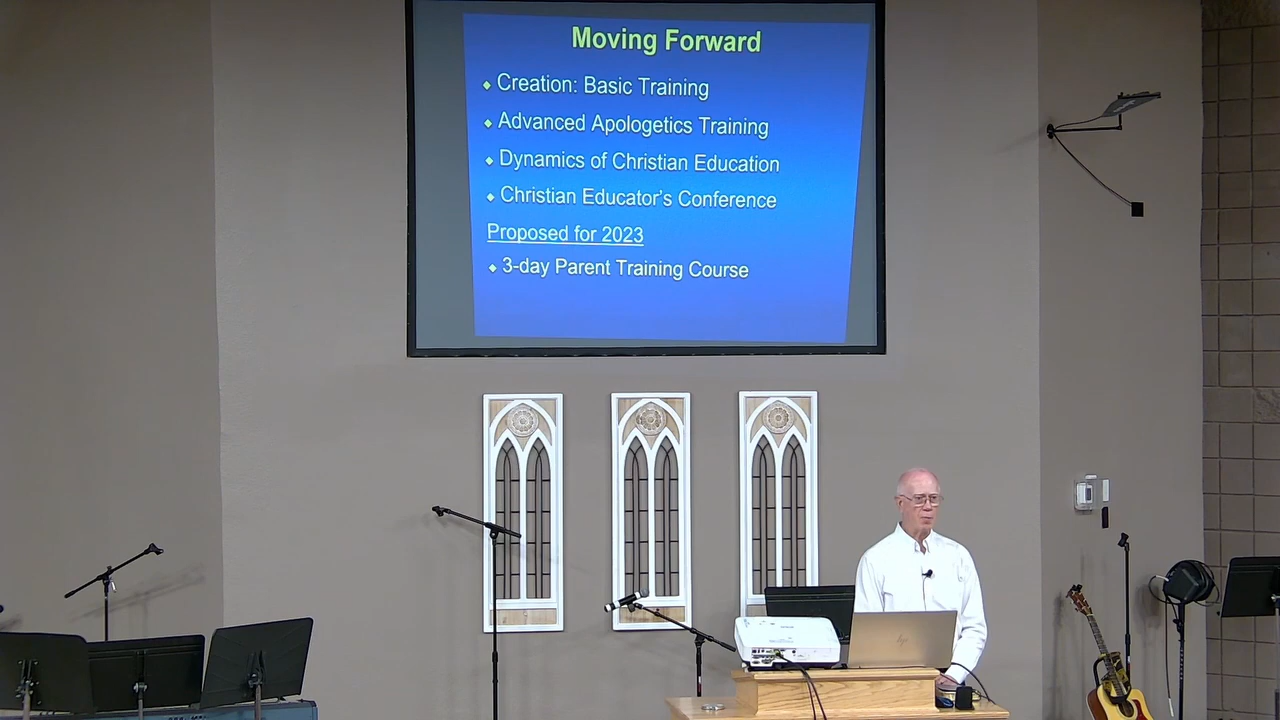 Moving Forward
Creation: Basic Training
Advanced Apologetics Training
Dynamics of Christian Education
Christian Educator's Conference
Proposed for 2023
3-day Parent Training Course
hp